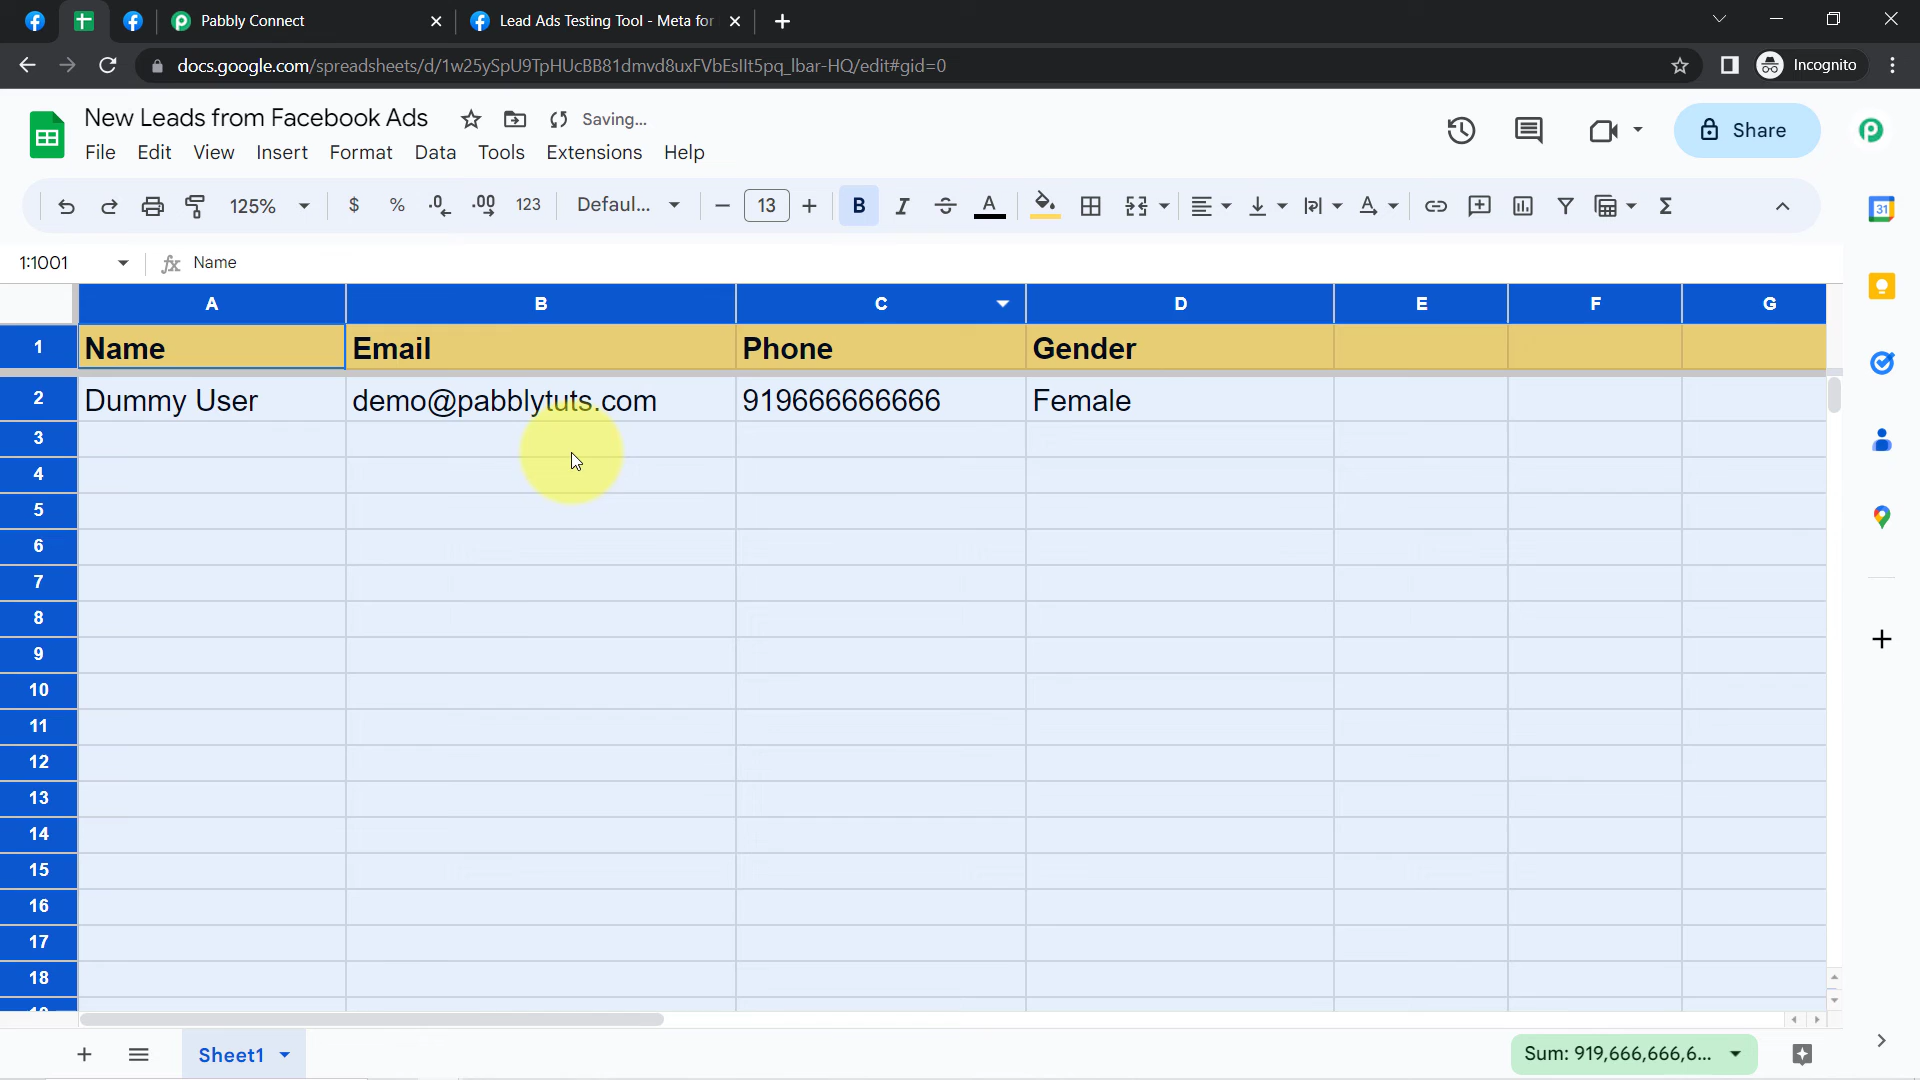 Pabbly Connect
Lead Ads Testing Tool - Meta for
docs.google.com/spreadsheets/d/1w25ySpU9TpHUcBB81dmvd8uxFVbEsIIt5pq_lbar-HQ/edit#gid=0
Incognito
New Leads from Facebook Ads
Saving...
File Edit View Insert Format Data Tools Extensions Help
Share
125% $ % .0 .00 123 Defaul... 13 B I S A
1:1001 fx Name
A B C D E F G
1 Name Email Phone Gender
2 Dummy User demo@pabblytuts.com 919666666666 Female
3
4
5
6
7
8
9
10
11
12
13
14
15
16
17
18
Sheet1
Sum: 919,666,666,6...
31